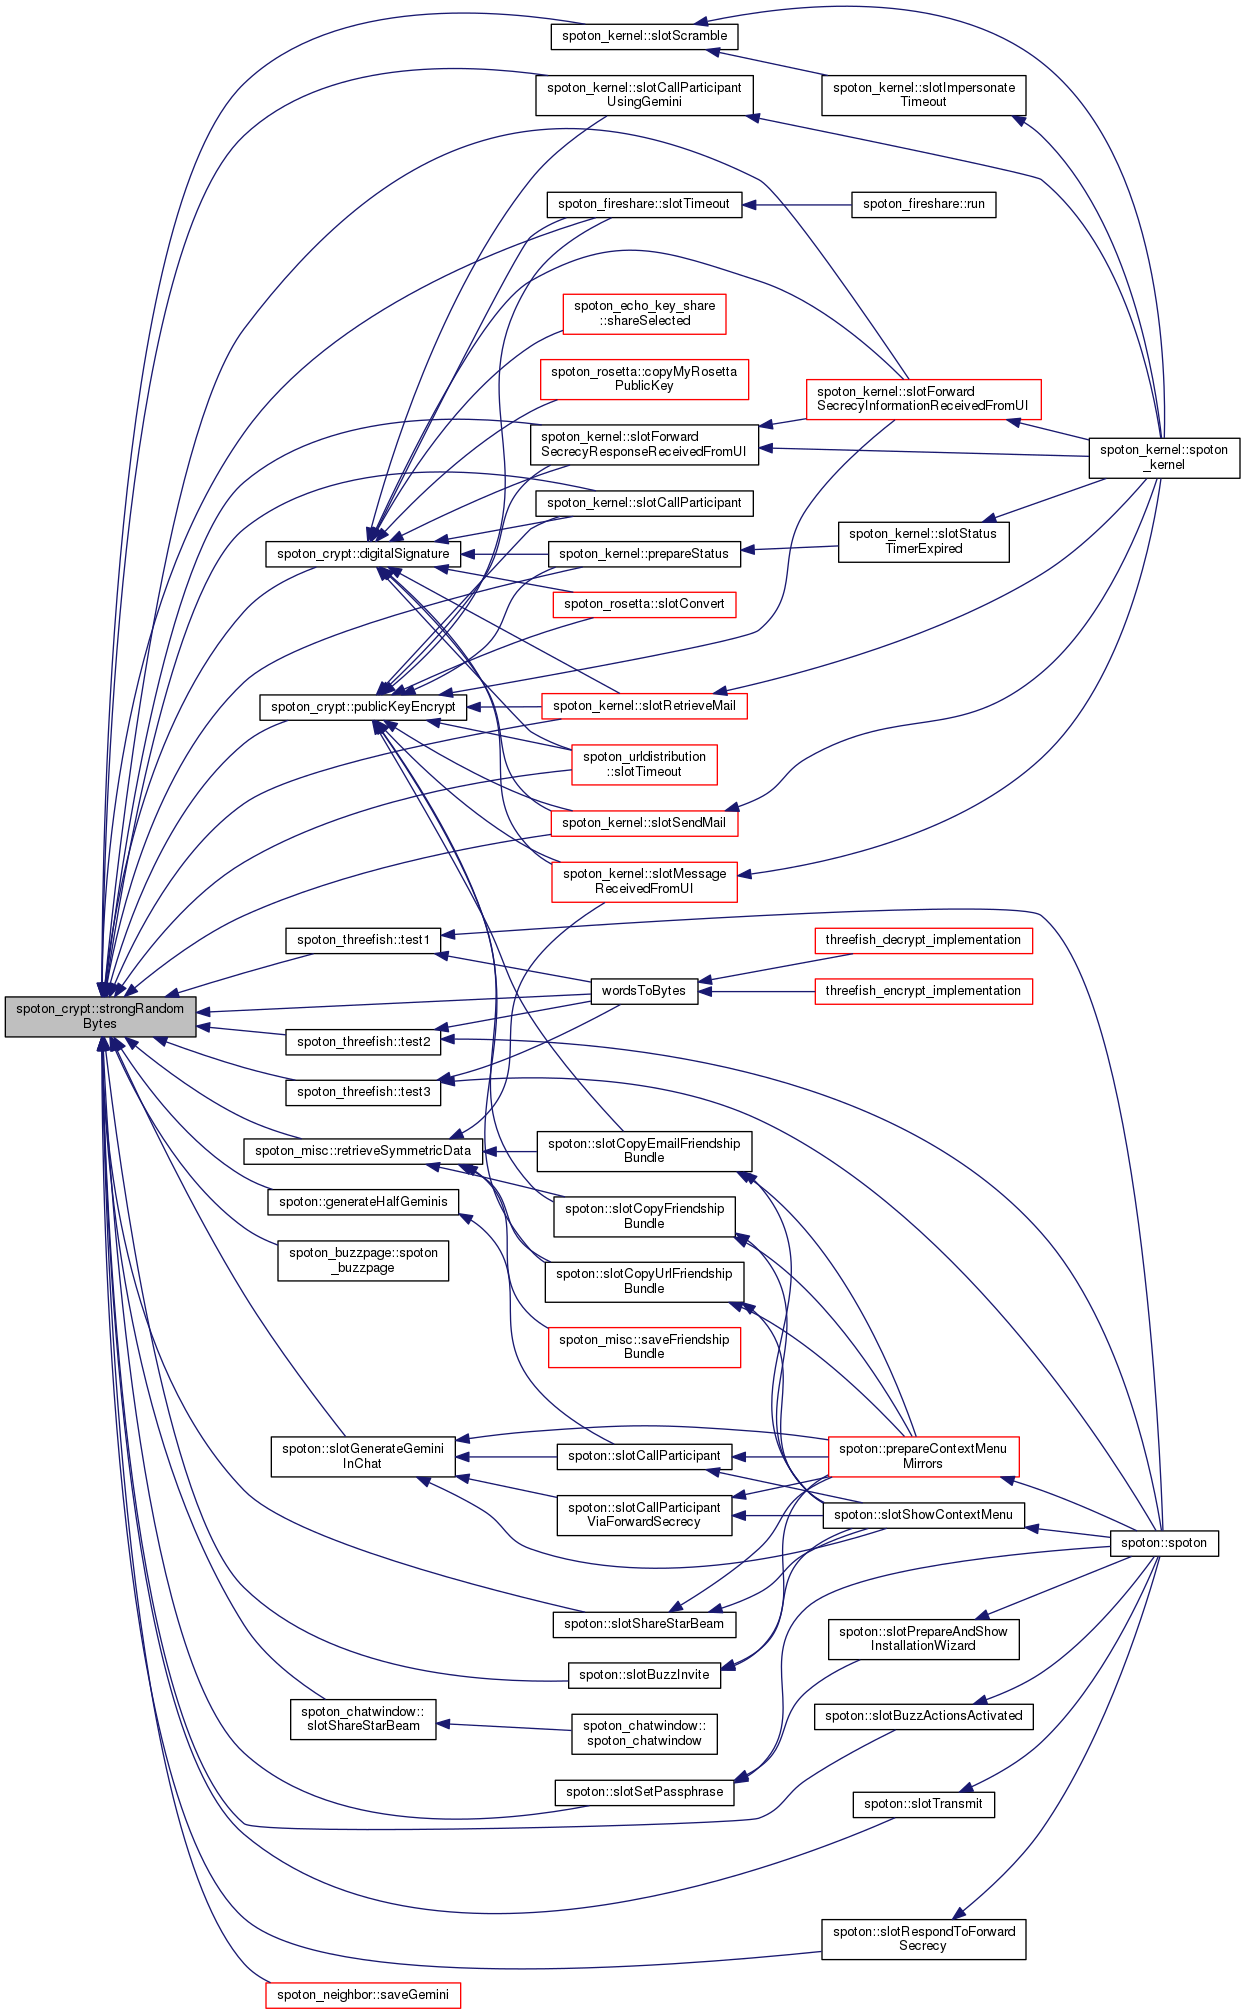 spoton_kernel::slotScramble
spoton_kernel::slotCallParticipant
UsingGemini
spoton_kernel::slotImpersonate
Timeout
spoton_fireshare::slotTimeout
spoton_fireshare::run
spoton_echo_key_share
::shareSelected
spoton_rosetta::copyMyRosetta
PublicKey
spoton_kernel::slotForward
SecrecyInformationReceivedFromUI
spoton_kernel::slotForward
SecrecyResponseReceivedFromUI
spoton_kernel::spoton
_kernel
spoton_kernel::slotCallParticipant
spoton_crypt::digitalSignature
spoton_kernel::prepareStatus
spoton_kernel::slotStatus
TimerExpired
spoton_rosetta::slotConvert
spoton_crypt::publicKeyEncrypt
spoton_kernel::slotRetrieveMail
spoton_urldistribution
::slotTimeout
spoton_kernel::slotSendMail
spoton_kernel::slotMessage
ReceivedFromUI
spoton_threefish::test1
threefish_decrypt_implementation
wordsToBytes
threefish_encrypt_implementation
spoton_crypt::strongRandom
Bytes
spoton_threefish::test2
spoton_threefish::test3
spoton_misc::retrieveSymmetricData
spoton::slotCopyEmailFriendship
Bundle
spoton::generateHalfGeminis
spoton::slotCopyFriendship
Bundle
spoton_buzzpage::spoton
_buzzpage
spoton::slotCopyUrlFriendship
Bundle
spoton_misc::saveFriendship
Bundle
spoton::slotGenerateGemini
InChat
spoton::slotCallParticipant
spoton::prepareContextMenu
Mirrors
spoton::slotCallParticipant
ViaForwardSecrecy
spoton::slotShowContextMenu
spoton::spoton
spoton::slotShareStarBeam
spoton::slotPrepareAndShow
InstallationWizard
spoton::slotBuzzInvite
spoton_chatwindow::
slotShareStarBeam
spoton_chatwindow::
spoton_chatwindow
spoton::slotBuzzActionsActivated
spoton::slotSetPassphrase
spoton::slotTransmit
spoton::slotRespondToForward
Secrecy
spoton_neighbor::saveGemini